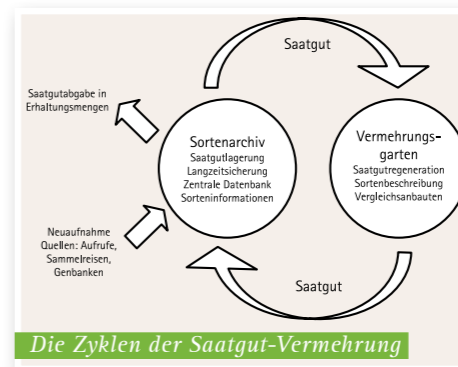 Saatgut
Saatgutabgabe in
Erhaltungsmengen
Sortenarchiv
Saatgutlagerung
Langzeitsicherung
Zentrale Datenbank
Sorteninformationen
Vermehrungs-
garten
Saatgutregeneration
Sortenbeschreibung
Vergleichsanbauten
Neuaufnahme
Quellen: Aufrufe,
Sammelreisen,
Genbanken
Saatgut
Die Zyklen der Saatgut-Vermehrung